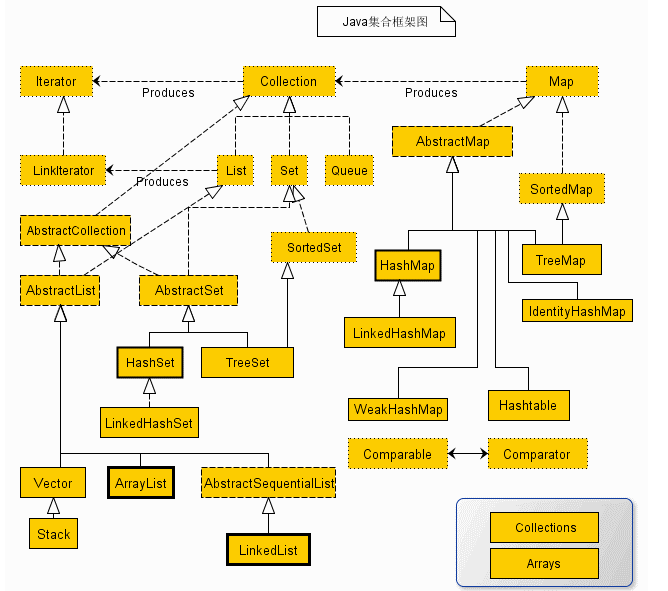 Java集合框架图
Iterator
Collection
Map
Produces
Produces
AbstractMap
LinkIterator
List
Set
Queue
Produces
SortedMap
AbstractCollection
SortedSet
TreeMap
HashMap
AbstractList
AbstractSet
IdentityHashMap
LinkedHashMap
HashSet
TreeSet
WeakHashMap
Hashtable
LinkedHashSet
Comparable
Comparator
Vector
ArrayList
AbstractSequentialList
Stack
Collections
LinkedList
Arrays